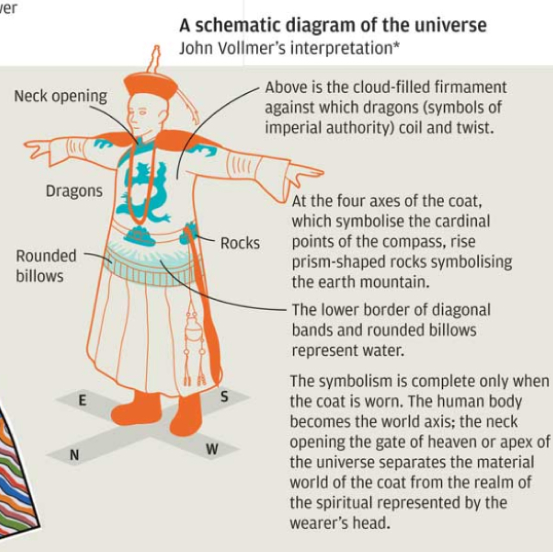 A schematic diagram of the universe
John Vollmer's interpretation*
Neck opening
Above is the cloud-filled firmament
against which dragons (symbols of
imperial authority) coil and twist.
Dragons
At the four axes of the coat,
which symbolise the cardinal
points of the compass, rise
prism-shaped rocks symbolising
the earth mountain.
Rocks
Rounded
billows
The lower border of diagonal
bands and rounded billows
represent water.
The symbolism is complete only when
the coat is worn. The human body
becomes the world axis; the neck
opening the gate of heaven or apex of
the universe separates the material
world of the coat from the realm of
the spiritual represented by the
wearer's head.
E
S
N
W